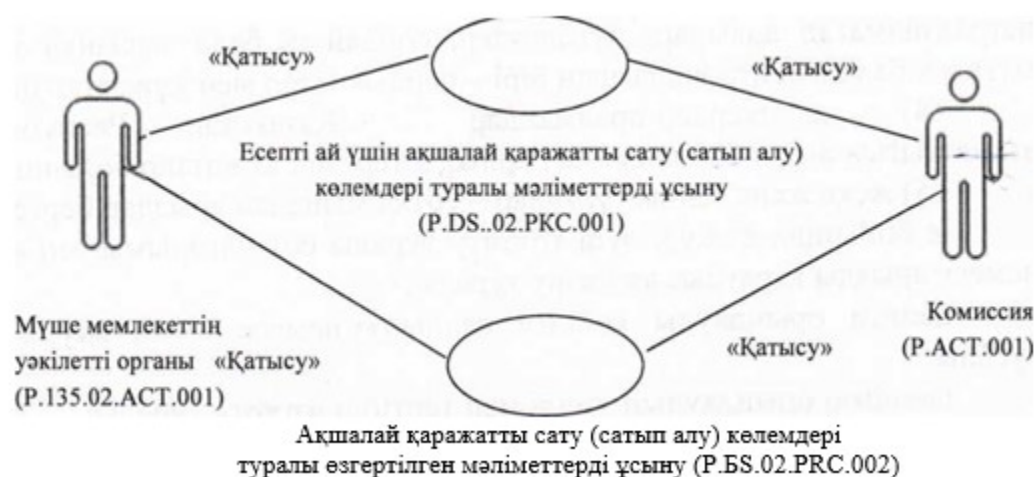 «Қатысу»
«Қатысу»
Есепті ай үшін ақшалай қаражатты сату (сатып алу)
көлемдері туралы мәліметтерді ұсыну
(P.DS..02.РКС.001)
Мүше мемлекеттің
уәкілетті органы «Қатысу»
(P.135.02.ACT.001)
«Қатысу»
Комиссия
(P.ACT.001)
Ақшалай қаражатты сату (сатып алу) көлемдері
туралы өзгертілген мәліметтерді ұсыну (P.БS.02.PRC.002)